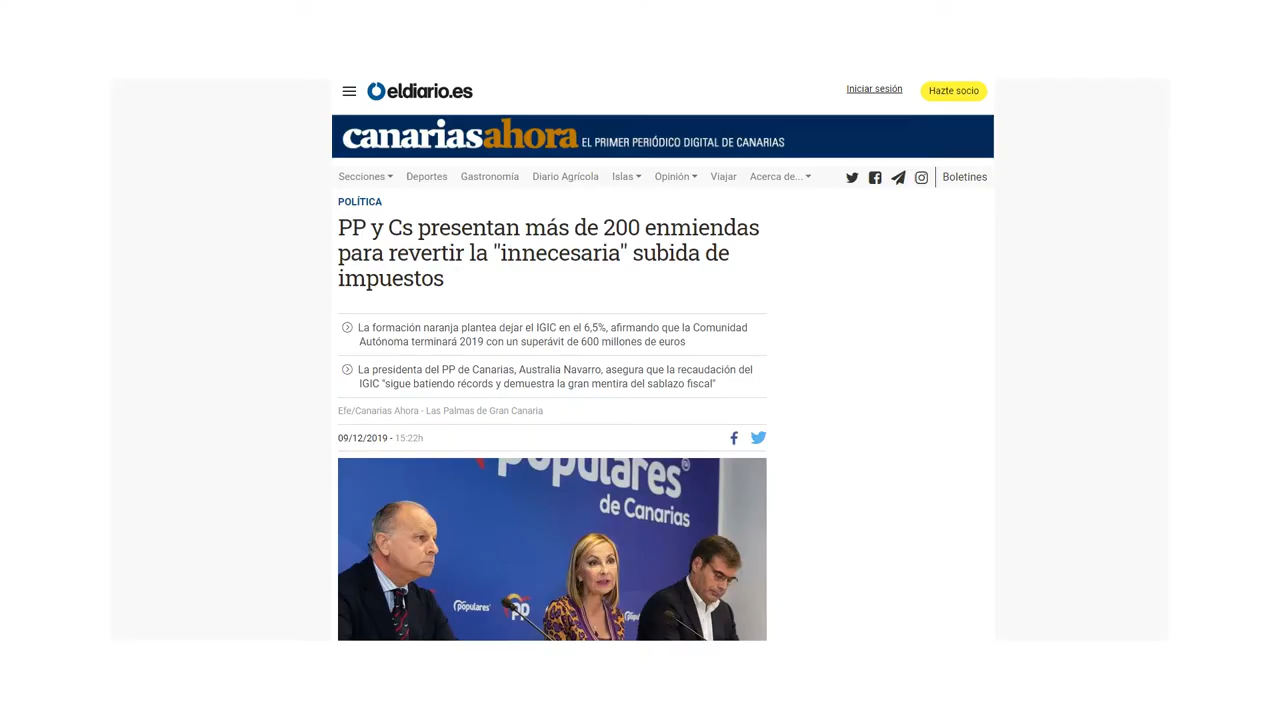 eldiario.es
Iniciar sesión
Hazte socio
canariasahora EL PRIMER PERIÓDICO DIGITAL DE CANARIAS
Secciones Deportes Gastronomía Diario Agrícola Islas Opinión Viajar Acerca de... Boletines
POLÍTICA
PP y Cs presentan más de 200 enmiendas
para revertir la "innecesaria" subida de
impuestos
La formación naranja plantea dejar el IGIC en el 6,5%, afirmando que la Comunidad
Autónoma terminará 2019 con un superávit de 600 millones de euros
La presidenta del PP de Canarias, Australia Navarro, asegura que la recaudación del
IGIC "sigue batiendo récords y demuestra la gran mentira del sablazo fiscal"
Efe/Canarias Ahora - Las Palmas de Gran Canaria
09/12/2019 - 15:22h
populares
de Canarias
populares
PP